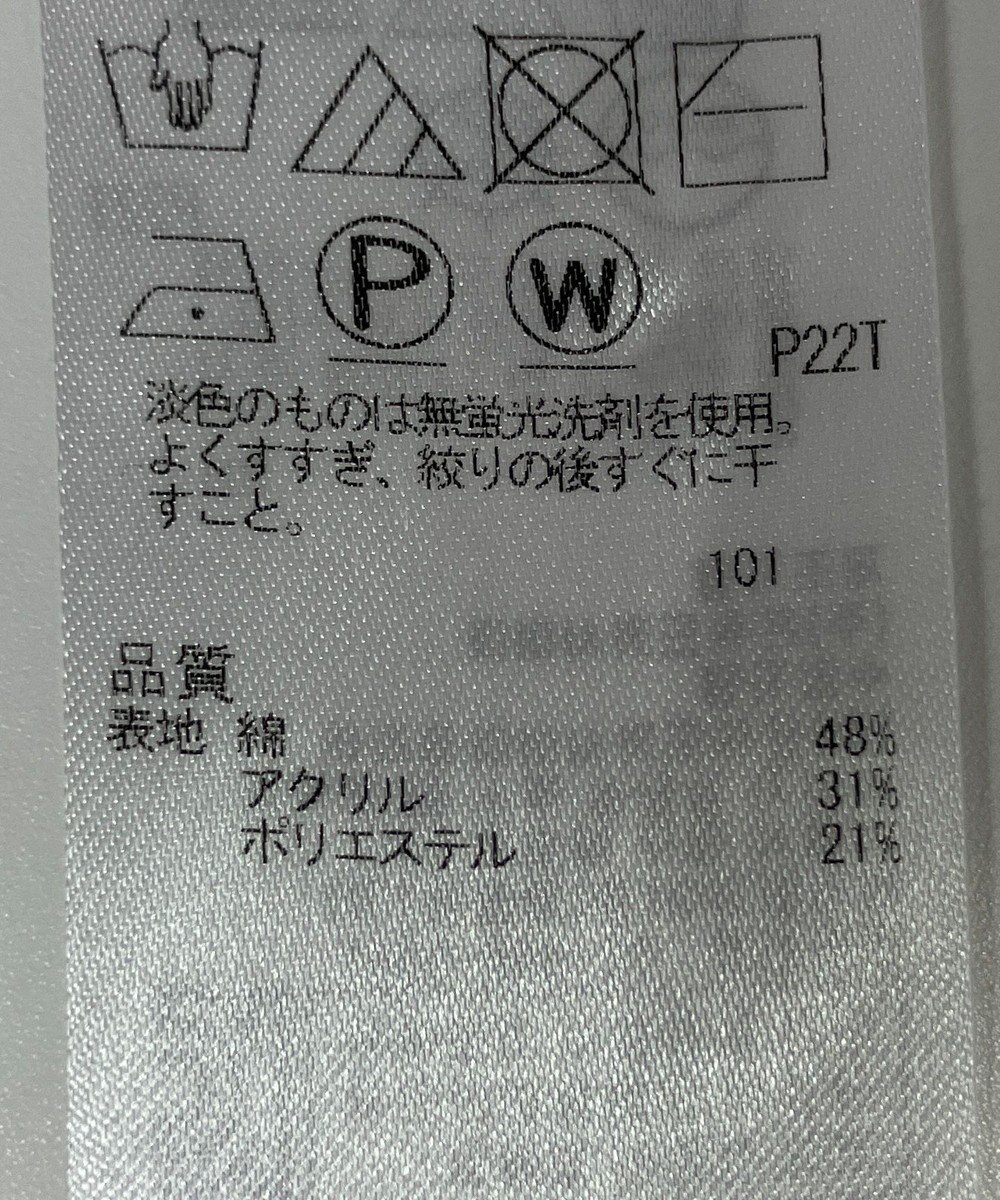 P
W
P22T
淡色のものは無蛍光洗剤を使用。
よくすすぎ、絞りの後すぐに干
すこと。
101
品質
表地 綿 48%
アクリル 31%
ポリエステル 21%